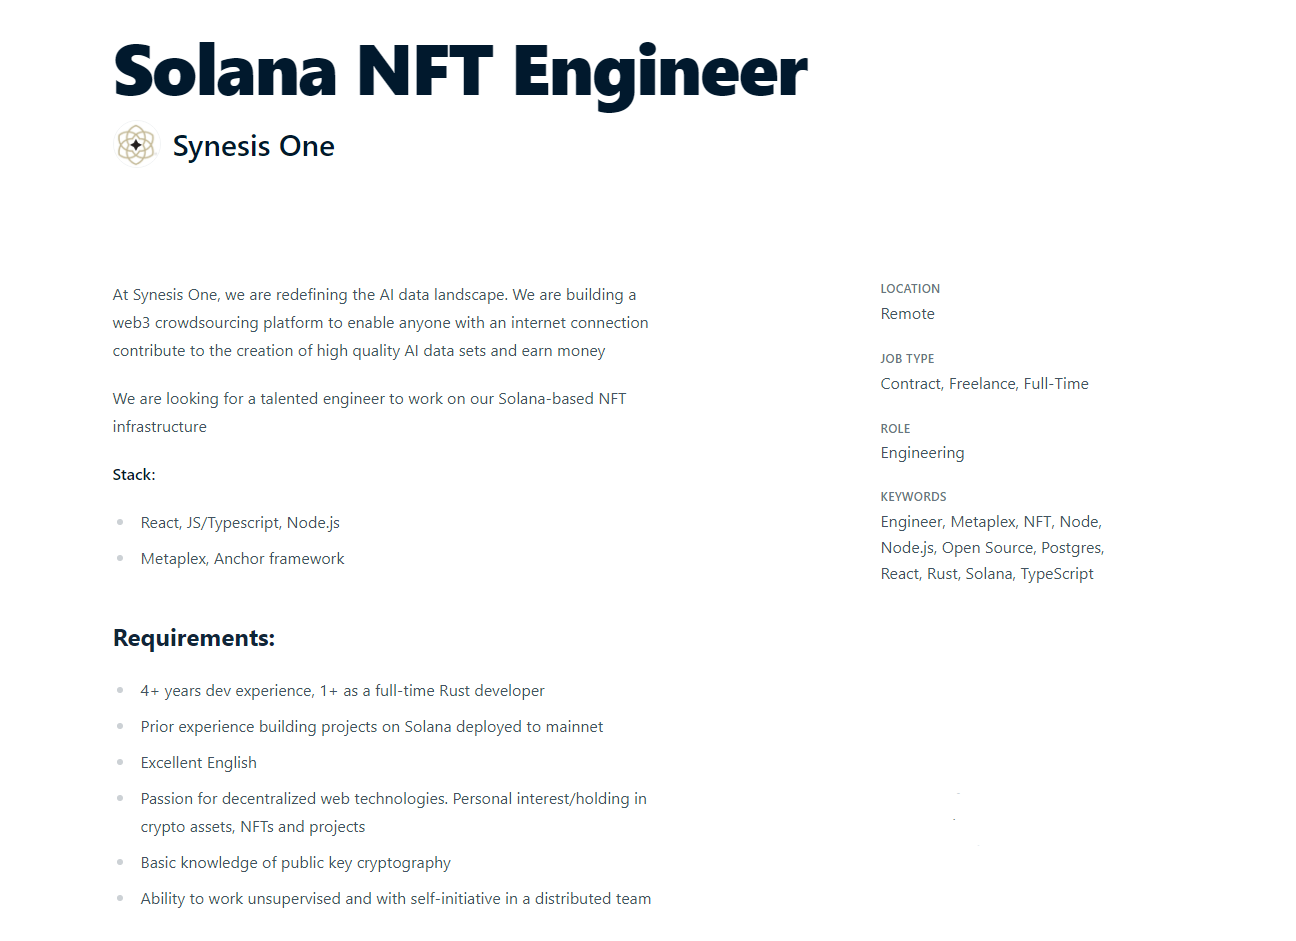 Solana NFT Engineer
Synesis One
At Synesis One, we are redefining the AI data landscape. We are building a
web3 crowdsourcing platform to enable anyone with an internet connection
contribute to the creation of high quality AI data sets and earn money
We are looking for a talented engineer to work on our Solana-based NFT
infrastructure
Stack:
React, JS/Typescript, Node.js
Metaplex, Anchor framework
Requirements:
4+ years dev experience, 1+ as a full-time Rust developer
Prior experience building projects on Solana deployed to mainnet
Excellent English
Passion for decentralized web technologies. Personal interest/holding in
crypto assets, NFTs and projects
Basic knowledge of public key cryptography
Ability to work unsupervised and with self-initiative in a distributed team
LOCATION
Remote
JOB TYPE
Contract, Freelance, Full-Time
ROLE
Engineering
KEYWORDS
Engineer, Metaplex, NFT, Node,
Node.js, Open Source, Postgres,
React, Rust, Solana, TypeScript